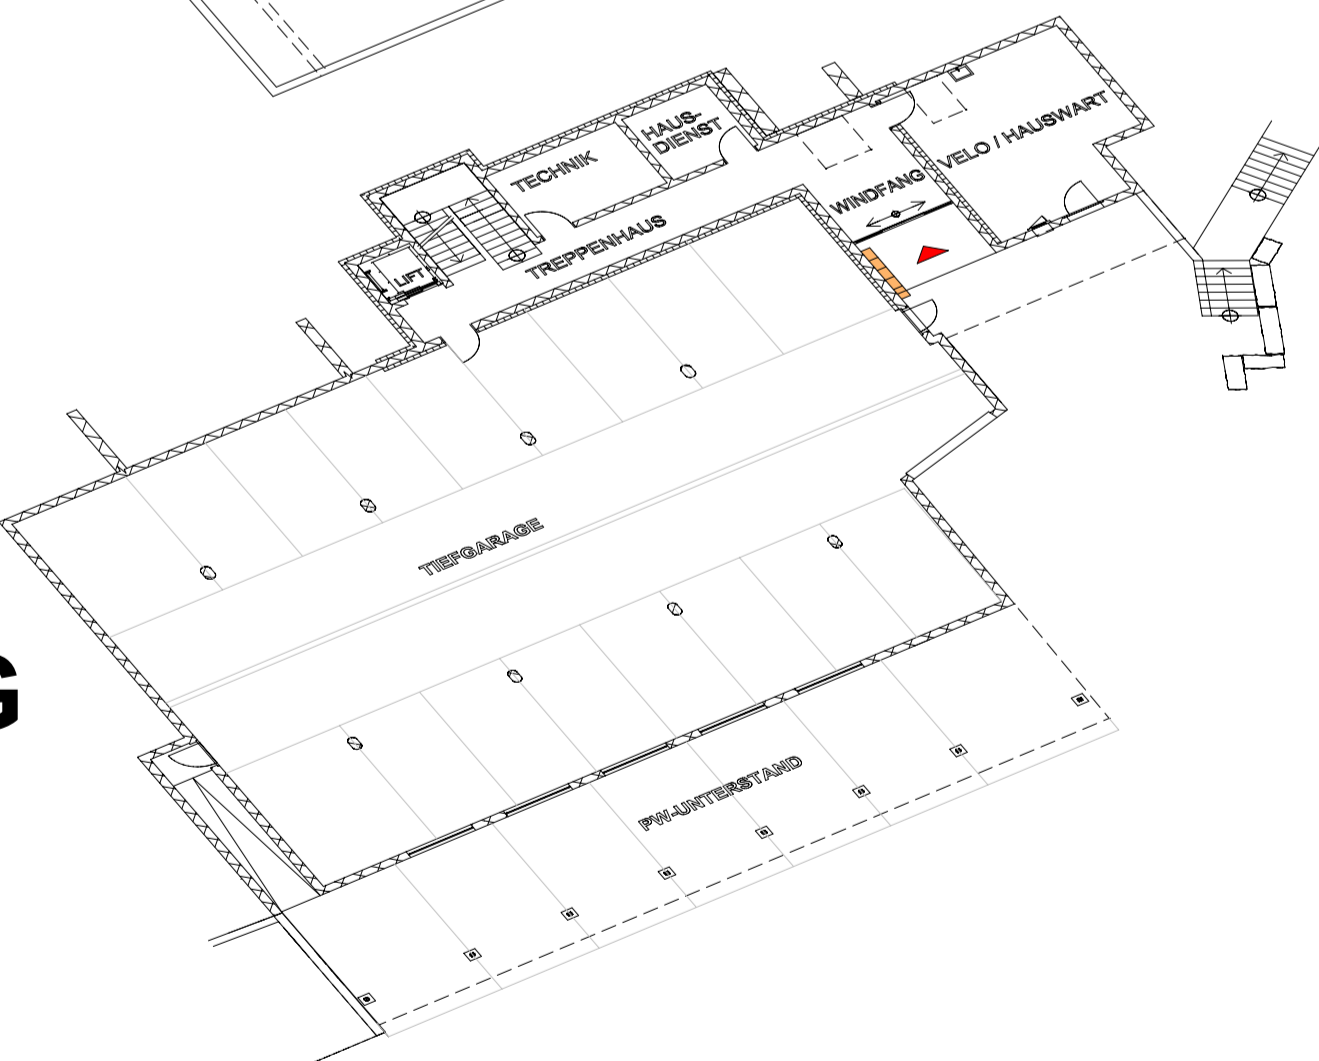 HAUS-
DIENST
TECHNIK
VELO / HAUSWART
WINDFANG
TREPPENHAUS
LIFT
TIEFGARAGE
G
PW-UNTERSTAND